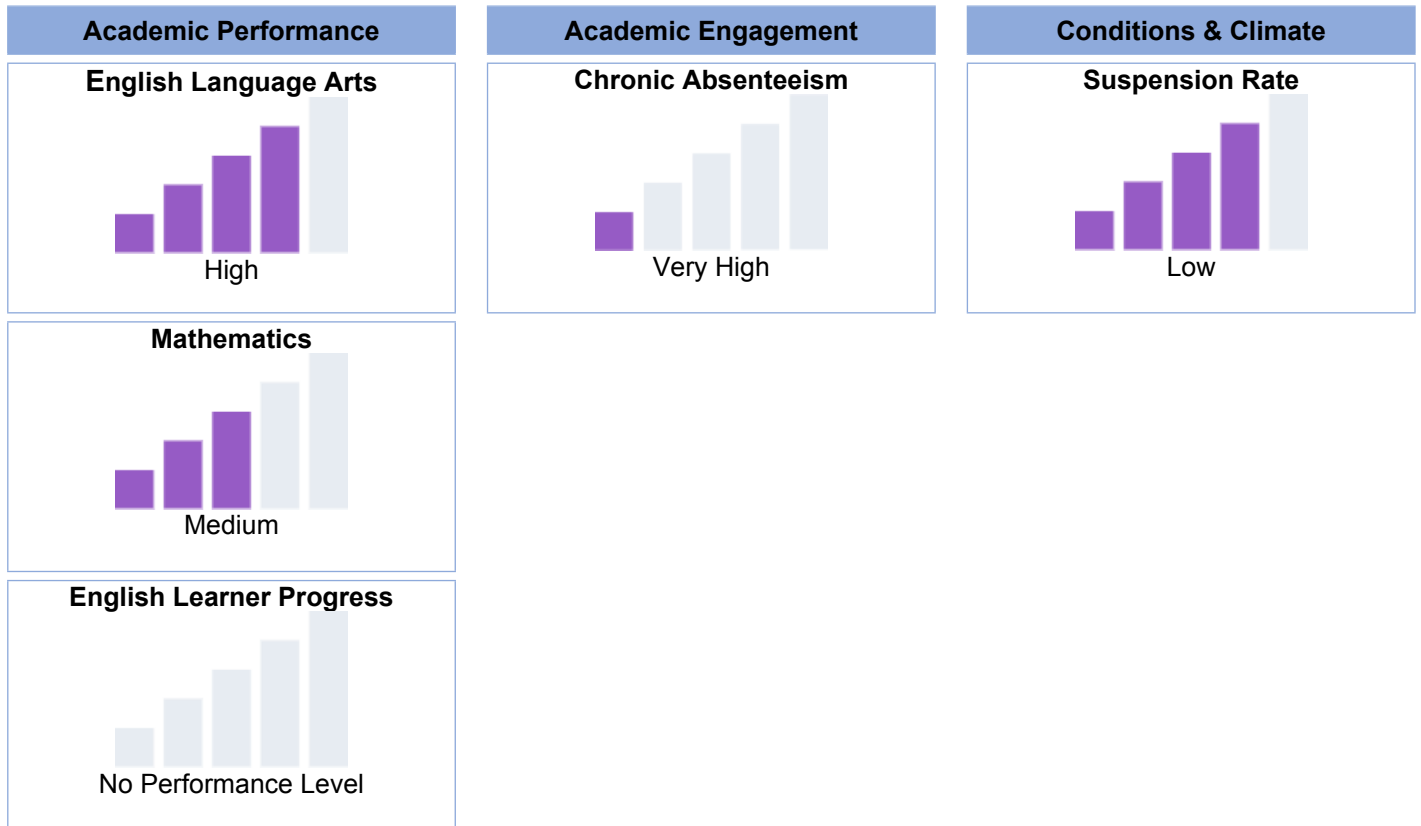 Academic Performance
Academic Engagement
Conditions & Climate
English Language Arts
High
Chronic Absenteeism
Very High
Suspension Rate
Low
Mathematics
Medium
English Learner Progress
No Performance Level